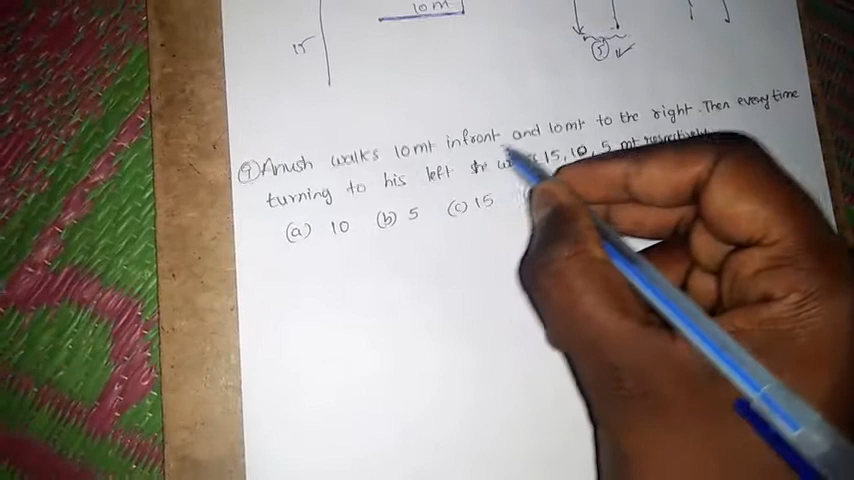 10 m
15
5
9 Anush walks 10mt infront and 10mt to the right. Then every time
turning to his left he walks 15, 10, 5 mt respectively
(a) 10 (b) 5 (c) 15